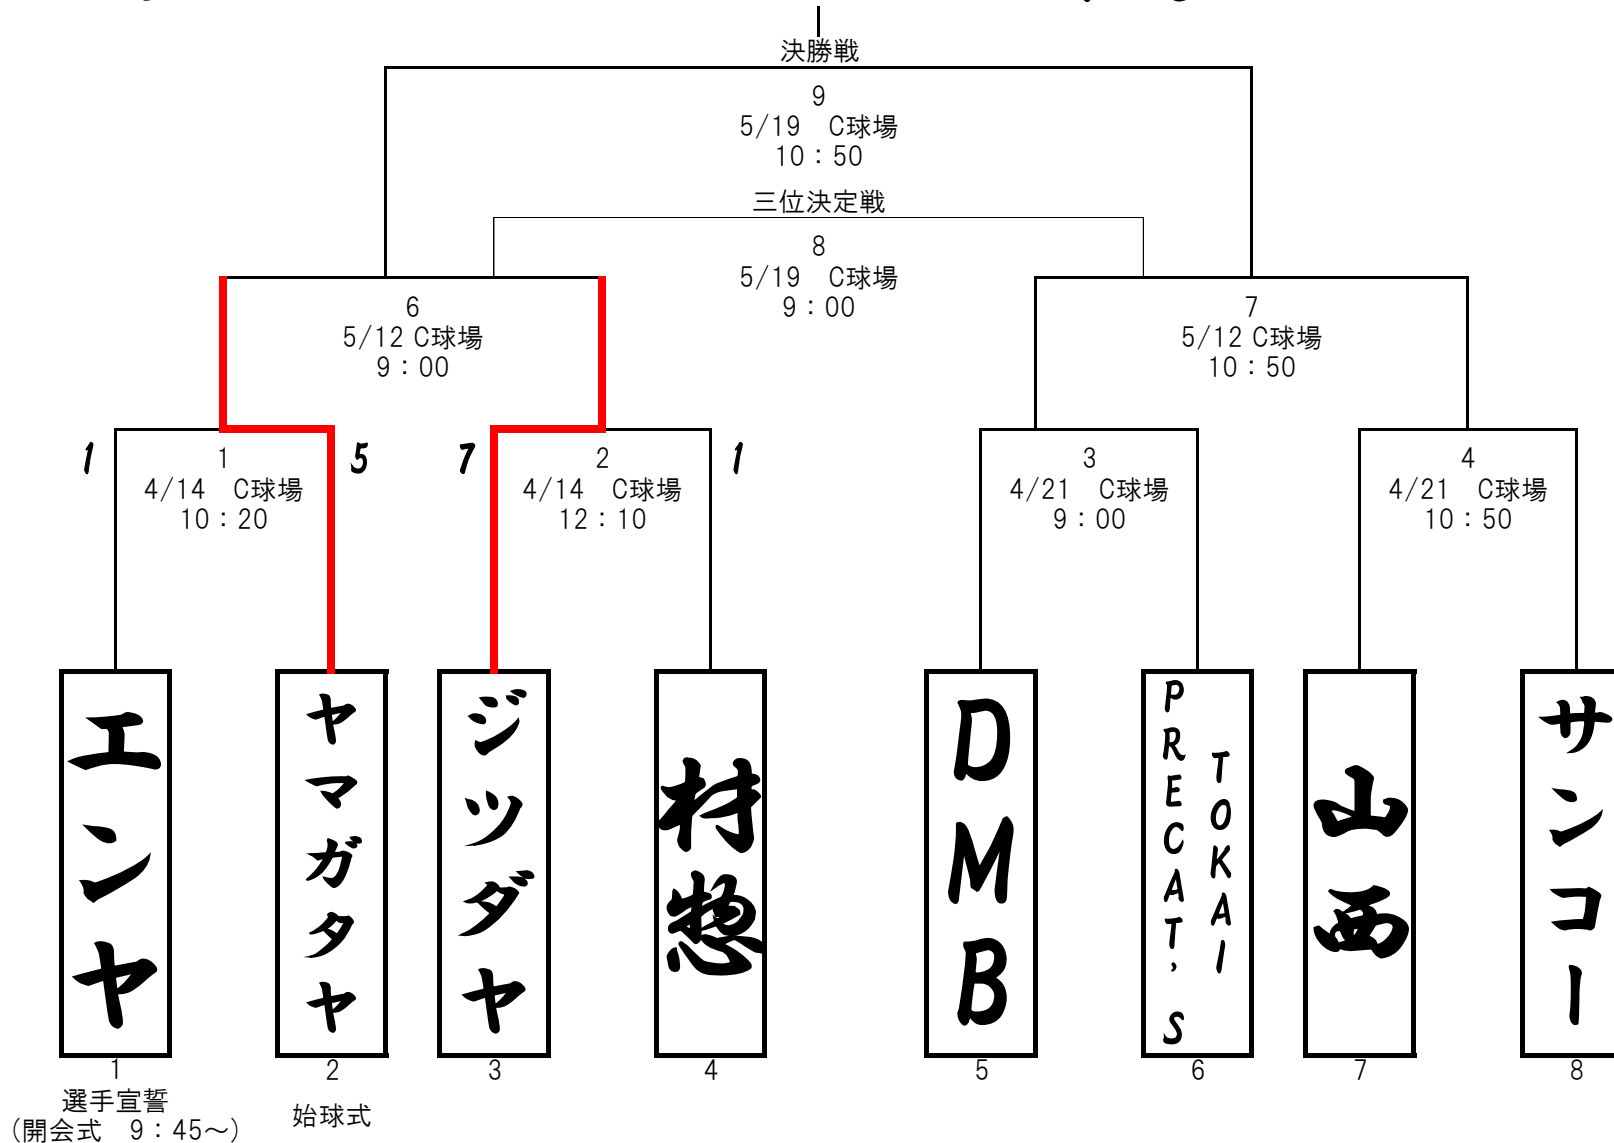 決勝戦
9
5/19　C球場
10：50
三位決定戦
8
5/19　C球場
9：00
6
5/12 C球場
9：00
7
5/12 C球場
10：50
1
1
4/14　C球場
10：20
5
7
2
4/14　C球場
12：10
1
3
4/21　C球場
9：00
4
4/21　C球場
10：50
エンヤ
ヤマガタヤ
ジツダヤ
材惣
DMB
TOKAI
PRECAT'S
山西
サンコー
1
2
3
4
5
6
7
8
選手宣誓
（開会式　9：45～）
始球式